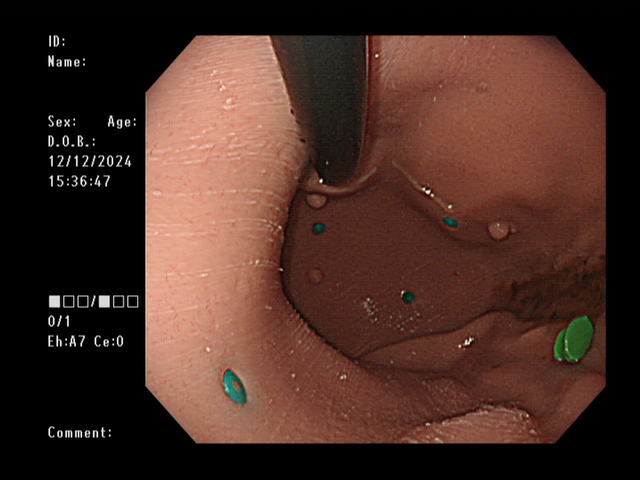 ID:
Name:
Sex: Age:
D.O.B.:
12/12/2024
15:36:47
■□□/■□□
0/1
Eh:A7 Ce:0
Comment: